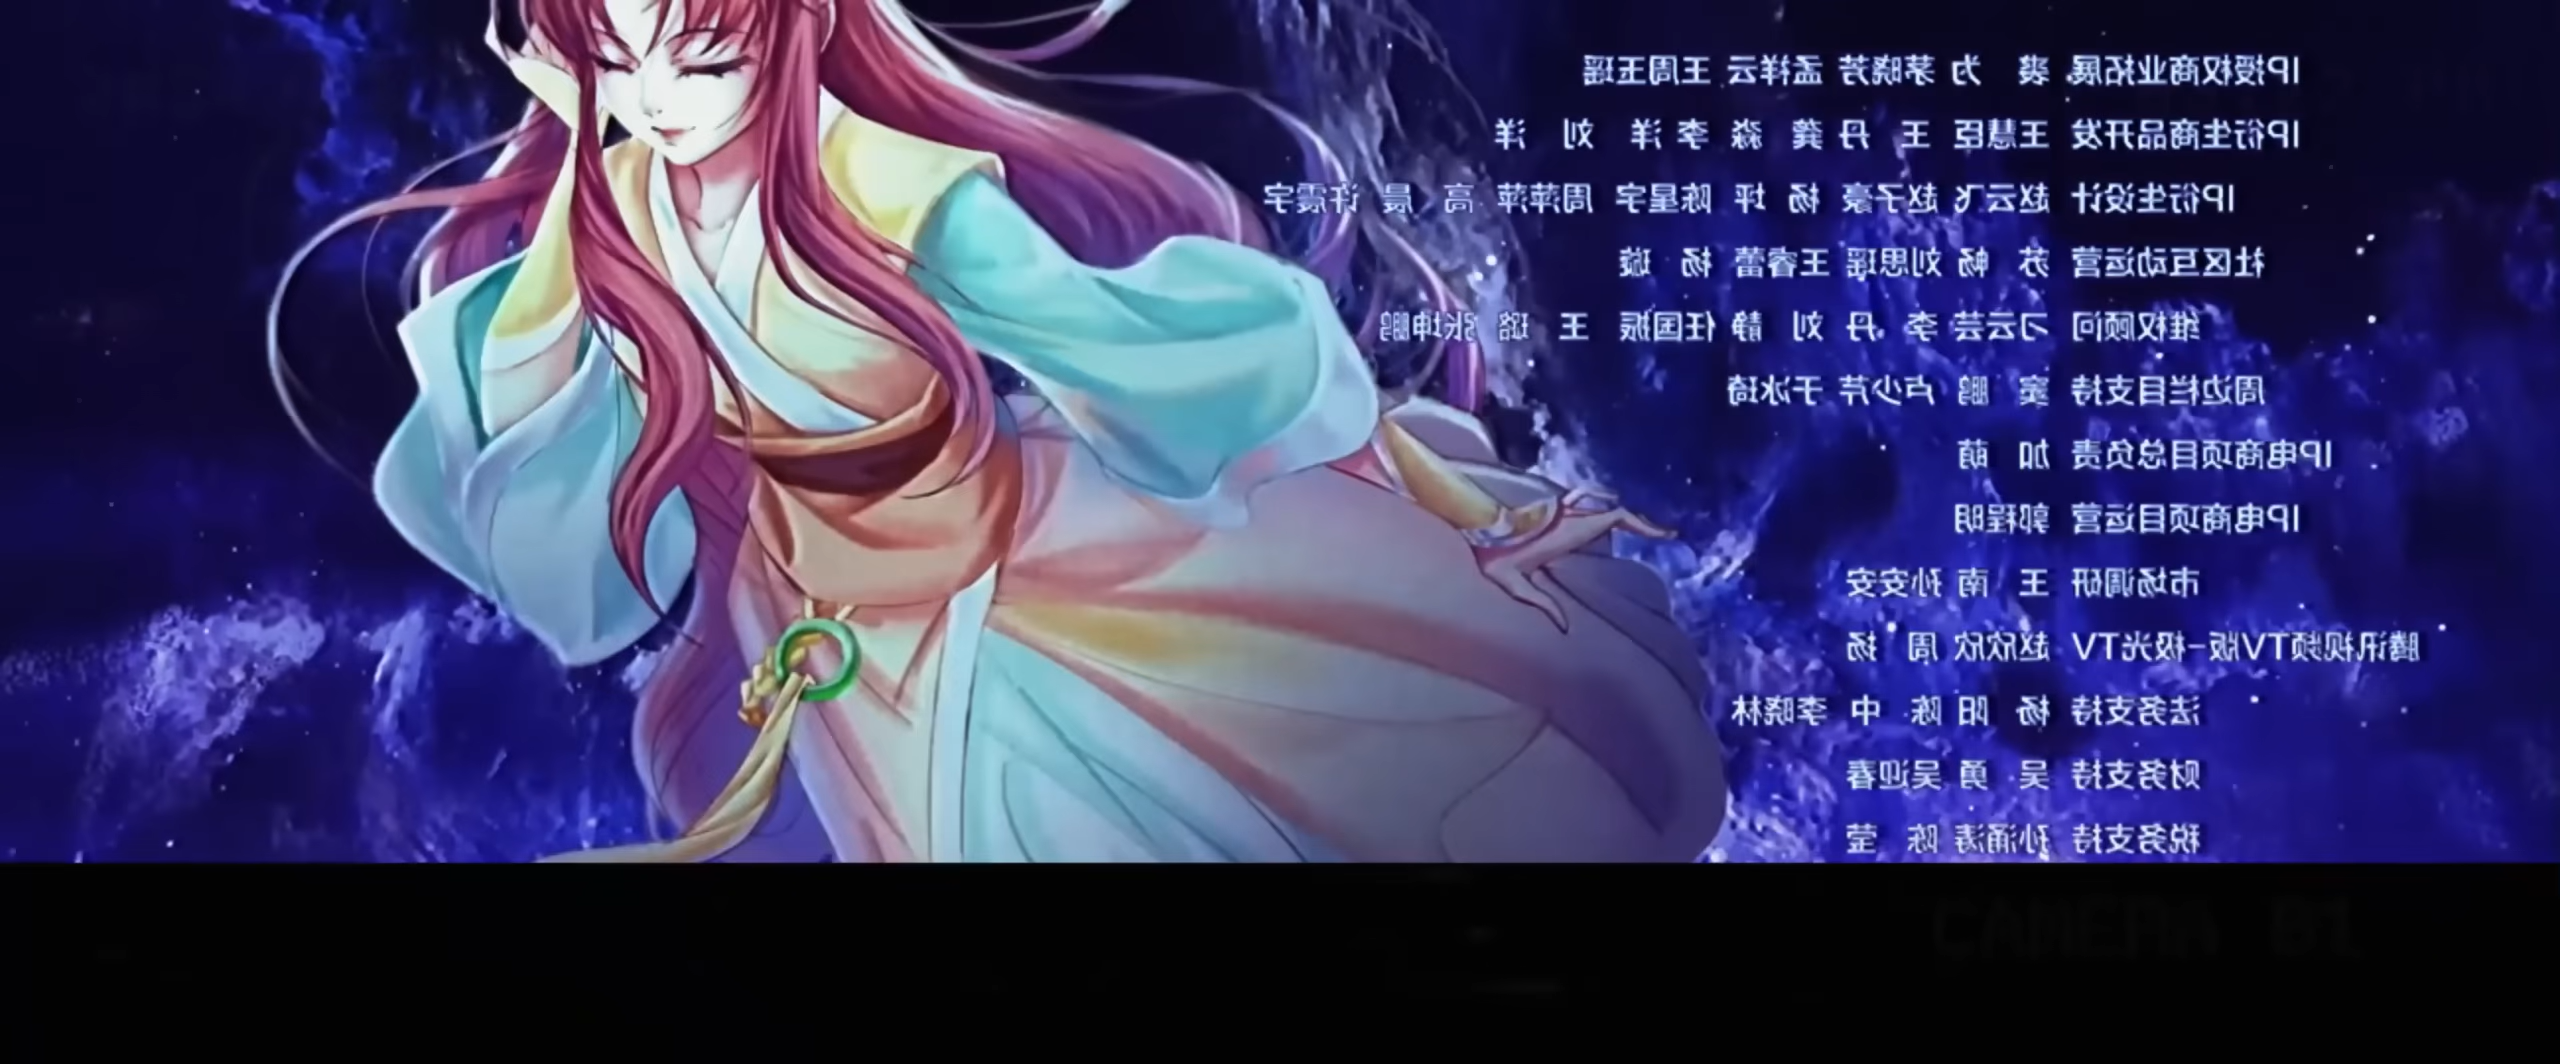 IP授权商业拓展 裴 为 茅晓芳 孟祥云 王周玉瑶
IP衍生商品开发 王慧臣 王 丹 龚 淼 李 洋 刘 洋
IP衍生设计 赵云飞 赵子豪 杨 坪 陈星宇 周萍萍 高 晨 许震宇
社区互动运营 苏 畅 刘思瑶 王睿蕾 杨 璇
维权顾问 刁云芸 李 丹 刘 静 任国振 王 璐 张坤鹏
周边栏目支持 窦 鹏 卢少芹 于冰琦
IP电商项目总负责 加 萌
IP电商项目运营 郭程明
市场调研 王 南 孙安安
腾讯视频TV版-极光TV 赵欣欣 周 扬
法务支持 杨 阳 陈 中 李晓林
财务支持 吴 勇 吴迎春
税务支持 孙涌涛 陈 莹
CAMERA 01